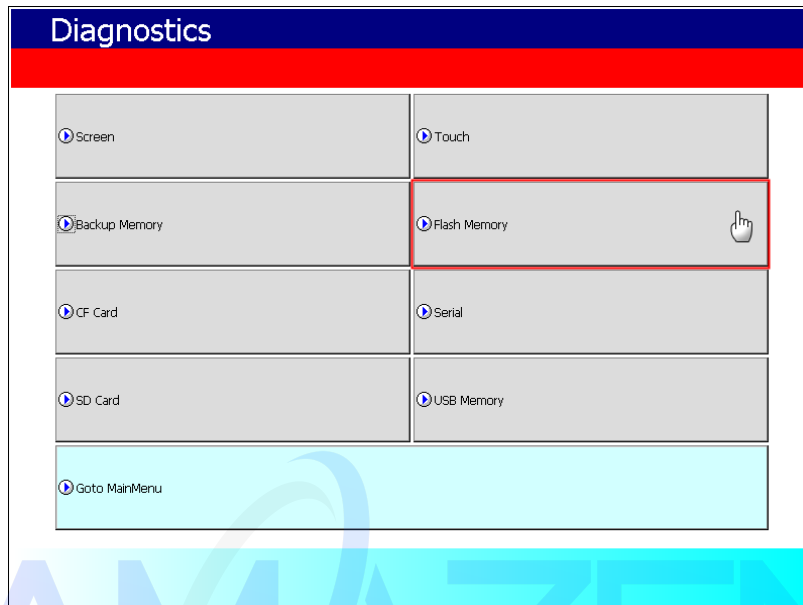 Diagnostics
Screen
Touch
Backup Memory
Flash Memory
CF Card
Serial
SD Card
USB Memory
Goto MainMenu